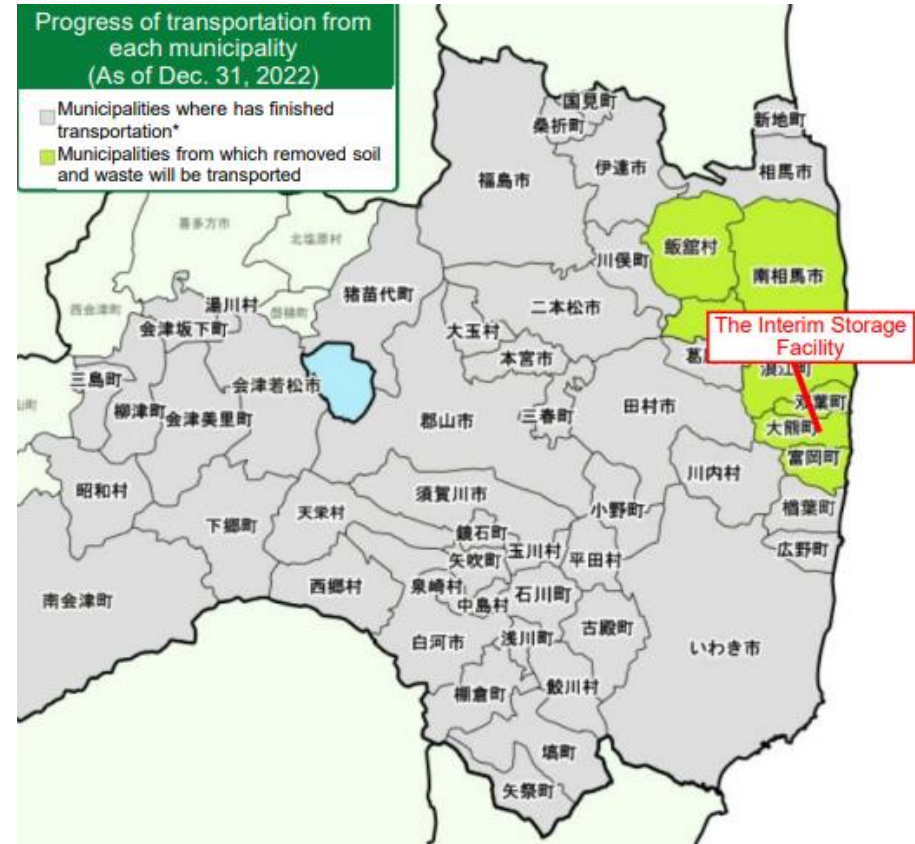 Progress of transportation from
each municipality
(As of Dec. 31, 2022)
Municipalities where has finished
transportation*
Municipalities from which removed soil
and waste will be transported
国見町
桑折町
新地町
伊達市
相馬市
福島市
喜多方市
北塩原村
飯舘村
川俣町
南相馬市
猪苗代町
湯川村
西会津町
磐梯町
二本松市
会津坂下町
大玉村
The Interim Storage
Facility
本宮市
葛
浪江町
三島町
会津若松市
双葉町
柳津町
会津美里町
三春町
田村市
郡山市
大熊町
富岡町
川内村
昭和村
須賀川市
天栄村
小野町
楢葉町
下郷町
鏡石町
玉川村
平田村
広野町
矢吹町
西郷村
泉崎村
石川町
南会津町
中島村
古殿町
白河市
浅川町
いわき市
棚倉町
鮫川村
塙町
矢祭町